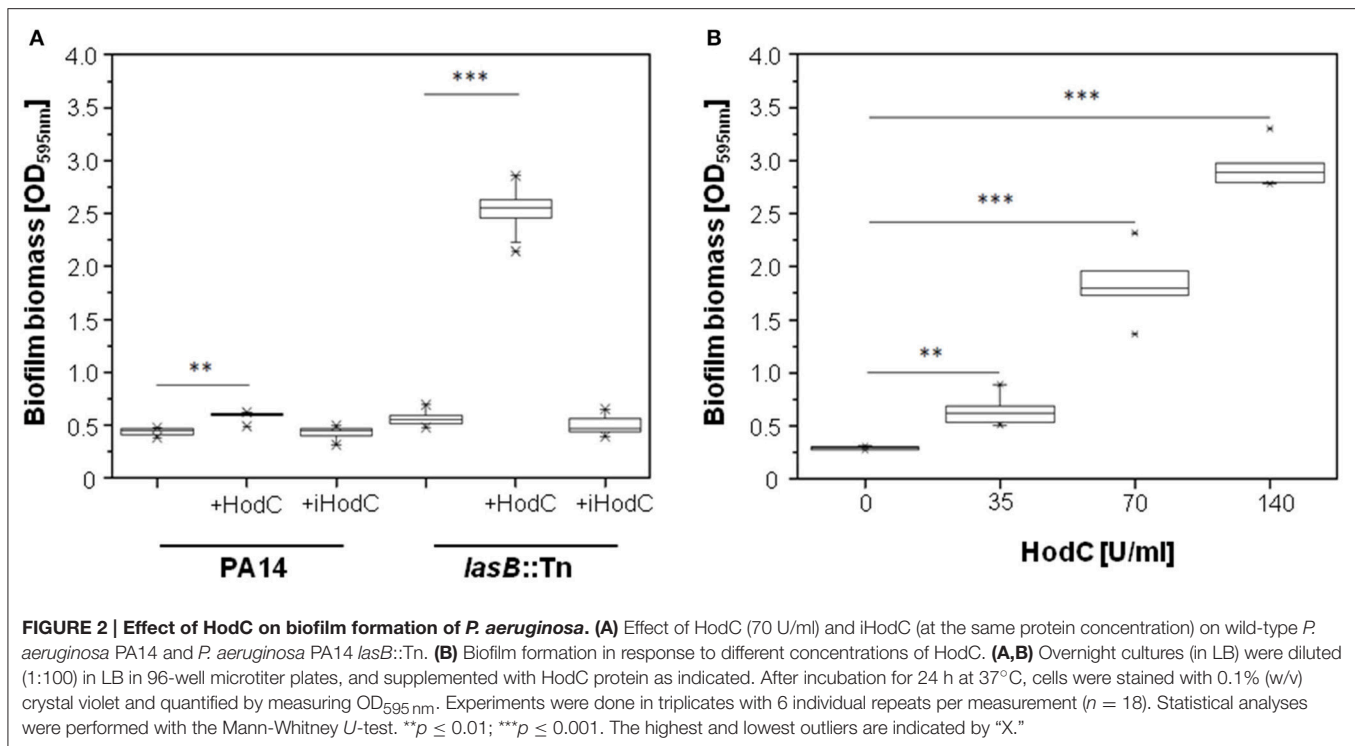 A
Biofilm biomass [OD595nm]
4.0
3.5
3.0
2.5
2.0
1.5
1.0
0.5
0
**
***
+HodC
+iHodC
+HodC
+iHodC
PA14
lasB::Tn
B
Biofilm biomass [OD595nm]
4.0
3.5
3.0
2.5
2.0
1.5
1.0
0.5
0
**
***
***
0
35
70
140
HodC [U/ml]
FIGURE 2 | Effect of HodC on biofilm formation of P. aeruginosa. (A) Effect of HodC (70 U/ml) and iHodC (at the same protein concentration) on wild-type P.
aeruginosa PA14 and P. aeruginosa PA14 lasB::Tn. (B) Biofilm formation in response to different concentrations of HodC. (A,B) Overnight cultures (in LB) were diluted
(1:100) in LB in 96-well microtiter plates, and supplemented with HodC protein as indicated. After incubation for 24 h at 37°C, cells were stained with 0.1% (w/v)
crystal violet and quantified by measuring OD595 nm. Experiments were done in triplicates with 6 individual repeats per measurement (n = 18). Statistical analyses
were performed with the Mann-Whitney U-test. **p ≤ 0.01; ***p ≤ 0.001. The highest and lowest outliers are indicated by “X.”